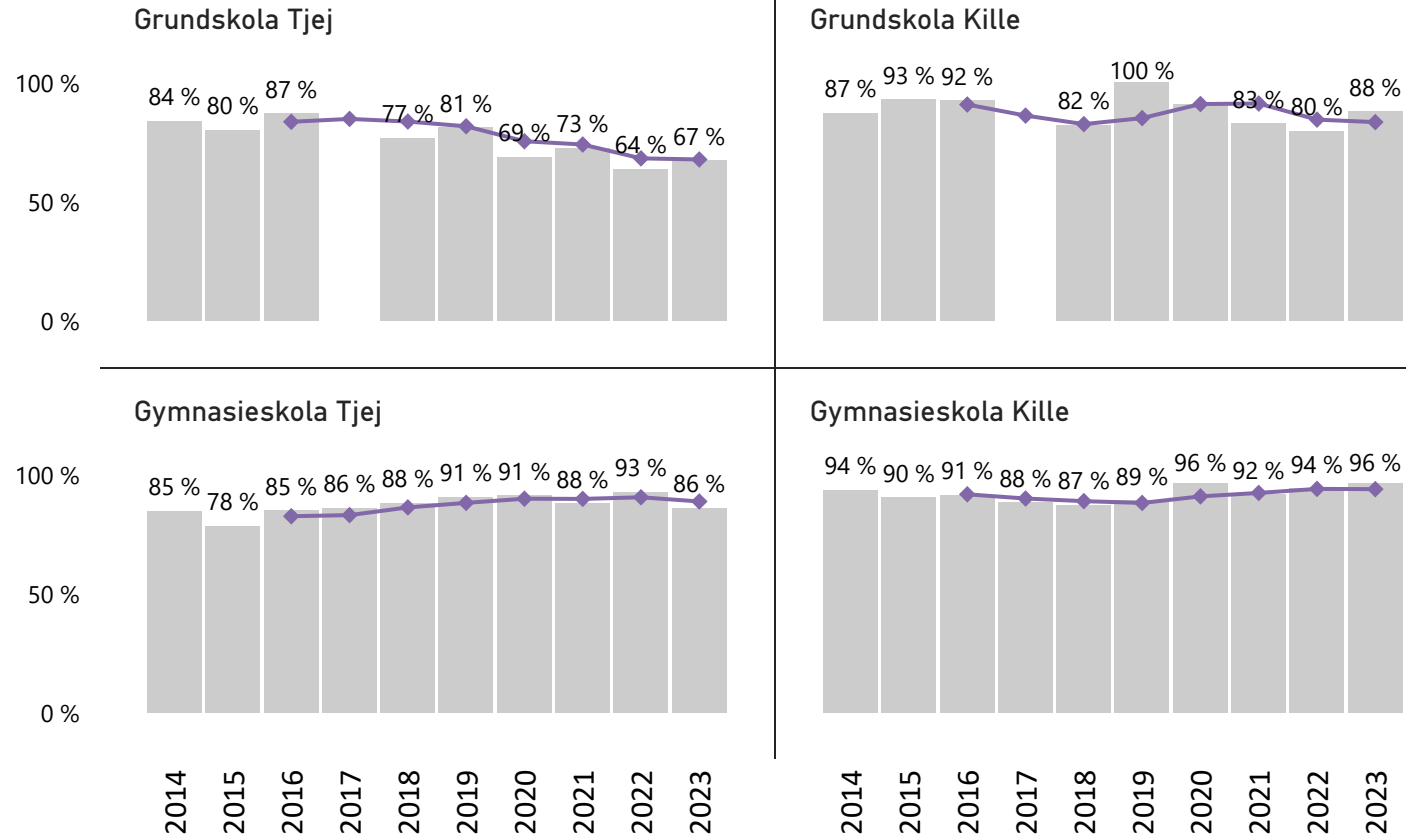 Grundskola Tjej
100 %
50 %
0 %
84 % 80 % 87 % 77 % 81 % 69 % 73 % 64 % 67 %
Grundskola Kille
87 % 93 % 92 % 82 % 100 % 83 % 80 % 88 %
Gymnasieskola Tjej
100 %
50 %
0 %
85 % 78 % 85 % 86 % 88 % 91 % 91 % 88 % 93 % 86 %
Gymnasieskola Kille
94 % 90 % 91 % 88 % 87 % 89 % 96 % 92 % 94 % 96 %
2014 2015 2016 2017 2018 2019 2020 2021 2022 2023
2014 2015 2016 2017 2018 2019 2020 2021 2022 2023